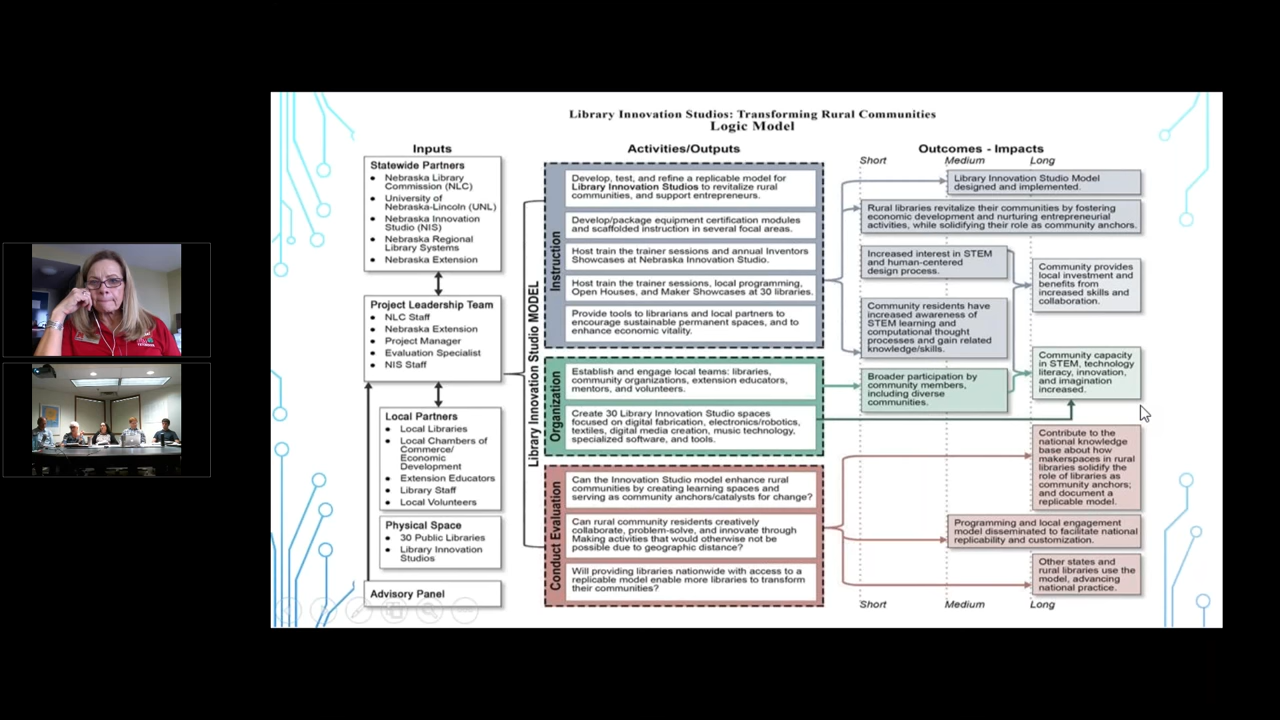 Library Innovation Studios: Transforming Rural Communities
Logic Model
Inputs
Statewide Partners
Nebraska Library
Commission (NLC)
University of
Nebraska-Lincoln (UNL)
Nebraska Innovation
Studio (NIS)
Nebraska Regional
Library Systems
Nebraska Extension
Project Leadership Team
NLC Staff
Nebraska Extension
Project Manager
Evaluation Specialist
NIS Staff
Local Partners
Local Libraries
Local Chambers of
Commerce/
Economic
Development
Extension Educators
Library Staff
Local Volunteers
Physical Space
30 Public Libraries
Library Innovation
Studios
Advisory Panel
Library Innovation Studio MODEL
Activities/Outputs
Instruction
Develop, test, and refine a replicable model for
Library Innovation Studios to revitalize rural
communities, and support entrepreneurs.
Develop/package equipment certification modules
and scaffolded instruction in several focal areas.
Host train the trainer sessions and annual Inventors
Showcases at Nebraska Innovation Studio.
Host train the trainer sessions, local programming,
Open Houses, and Maker Showcases at 30 libraries.
Provide tools to librarians and local partners to
encourage sustainable permanent spaces, and to
enhance economic vitality.
Organization
Establish and engage local teams: libraries,
community organizations, extension educators,
mentors, and volunteers.
Create 30 Library Innovation Studio spaces
focused on digital fabrication, electronics/robotics,
textiles, digital media creation, music technology,
specialized software, and tools.
Conduct Evaluation
Can the Innovation Studio model enhance rural
communities by creating learning spaces and
serving as community anchors/catalysts for change?
Can rural community residents creatively
collaborate, problem-solve, and innovate through
Making activities that would otherwise not be
possible due to geographic distance?
Will providing libraries nationwide with access to a
replicable model enable more libraries to transform
their communities?
Outcomes - Impacts
Short Medium Long
Library Innovation Studio Model
designed and implemented.
Rural libraries revitalize their communities by fostering
economic development and nurturing entrepreneurial
activities, while solidifying their role as community anchors.
Increased interest in STEM
and human-centered
design process.
Community residents have
increased awareness of
STEM learning and
computational thought
processes and gain related
knowledge/skills.
Broader participation by
community members,
including diverse
communities.
Community provides
local investment and
benefits from
increased skills and
collaboration.
Community capacity
in STEM, technology
literacy, innovation,
and imagination
increased.
Contribute to the
national knowledge
base about how
makerspaces in rural
libraries solidify the
role of libraries as
community anchors;
and document a
replicable model.
Programming and local engagement
model disseminated to facilitate national
replicability and customization.
Other states and
rural libraries use the
model, advancing
national practice.
Short Medium Long